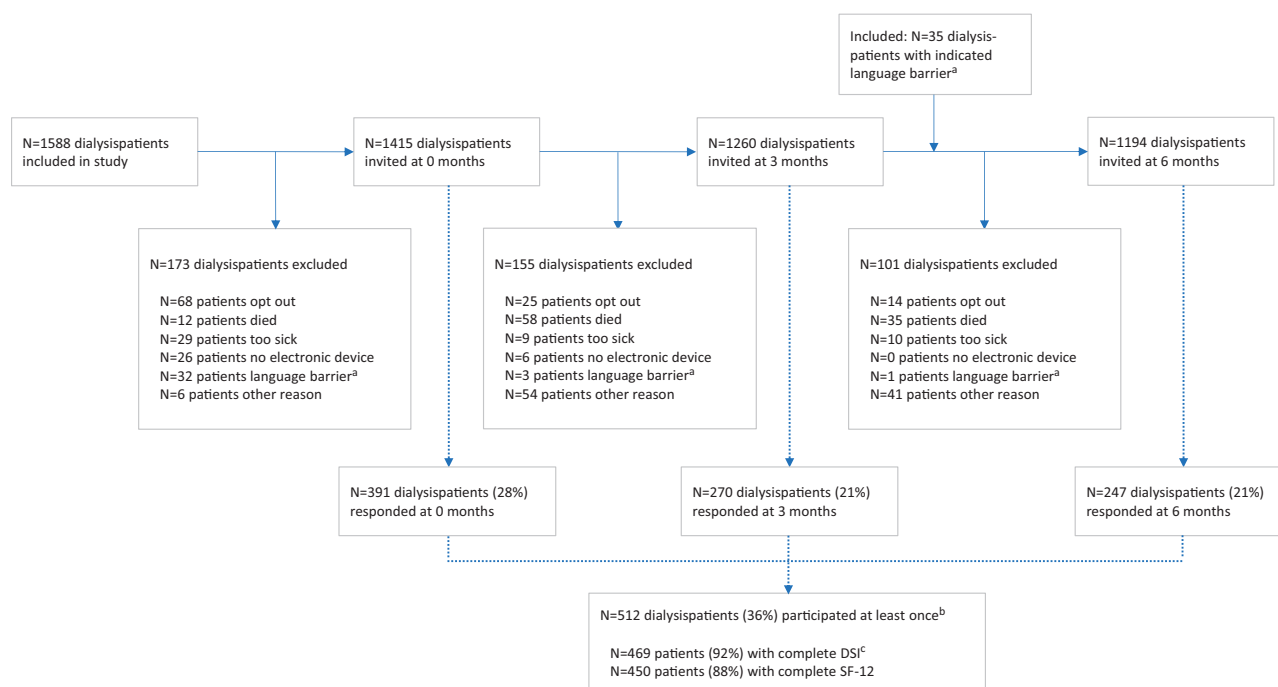 Included: N=35 dialysis-
patients with indicated
language barrierᵃ
N=1588 dialysispatients
included in study
N=1415 dialysispatients
invited at 0 months
N=1260 dialysispatients
invited at 3 months
N=1194 dialysispatients
invited at 6 months
N=173 dialysispatients excluded
N=68 patients opt out
N=12 patients died
N=29 patients too sick
N=26 patients no electronic device
N=32 patients language barrierᵃ
N=6 patients other reason
N=155 dialysispatients excluded
N=25 patients opt out
N=58 patients died
N=9 patients too sick
N=6 patients no electronic device
N=3 patients language barrierᵃ
N=54 patients other reason
N=101 dialysispatients excluded
N=14 patients opt out
N=35 patients died
N=10 patients too sick
N=0 patients no electronic device
N=1 patients language barrierᵃ
N=41 patients other reason
N=391 dialysispatients (28%)
responded at 0 months
N=270 dialysispatients (21%)
responded at 3 months
N=247 dialysispatients (21%)
responded at 6 months
N=512 dialysispatients (36%) participated at least onceᵇ
N=469 patients (92%) with complete DSIᶜ
N=450 patients (88%) with complete SF-12